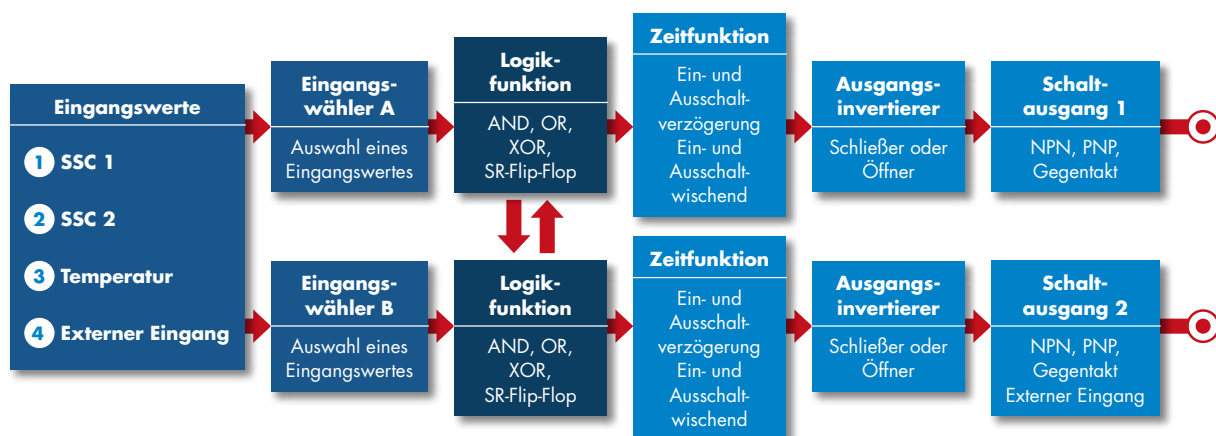 Eingangswerte
1 SSC 1
2 SSC 2
3 Temperatur
4 Externer Eingang
Eingangs-
wähler A
Auswahl eines
Eingangswertes
Logik-
funktion
AND, OR,
XOR,
SR-Flip-Flop
Zeitfunktion
Ein- und
Ausschalt-
verzögerung
Ein- und
Ausschalt-
wischend
Ausgangs-
invertierer
Schließer oder
Öffner
Schalt-
ausgang 1
NPN, PNP,
Gegentakt
Eingangs-
wähler B
Auswahl eines
Eingangswertes
Logik-
funktion
AND, OR,
XOR,
SR-Flip-Flop
Zeitfunktion
Ein- und
Ausschalt-
verzögerung
Ein- und
Ausschalt-
wischend
Ausgangs-
invertierer
Schließer oder
Öffner
Schalt-
ausgang 2
NPN, PNP,
Gegentakt
Externer Eingang